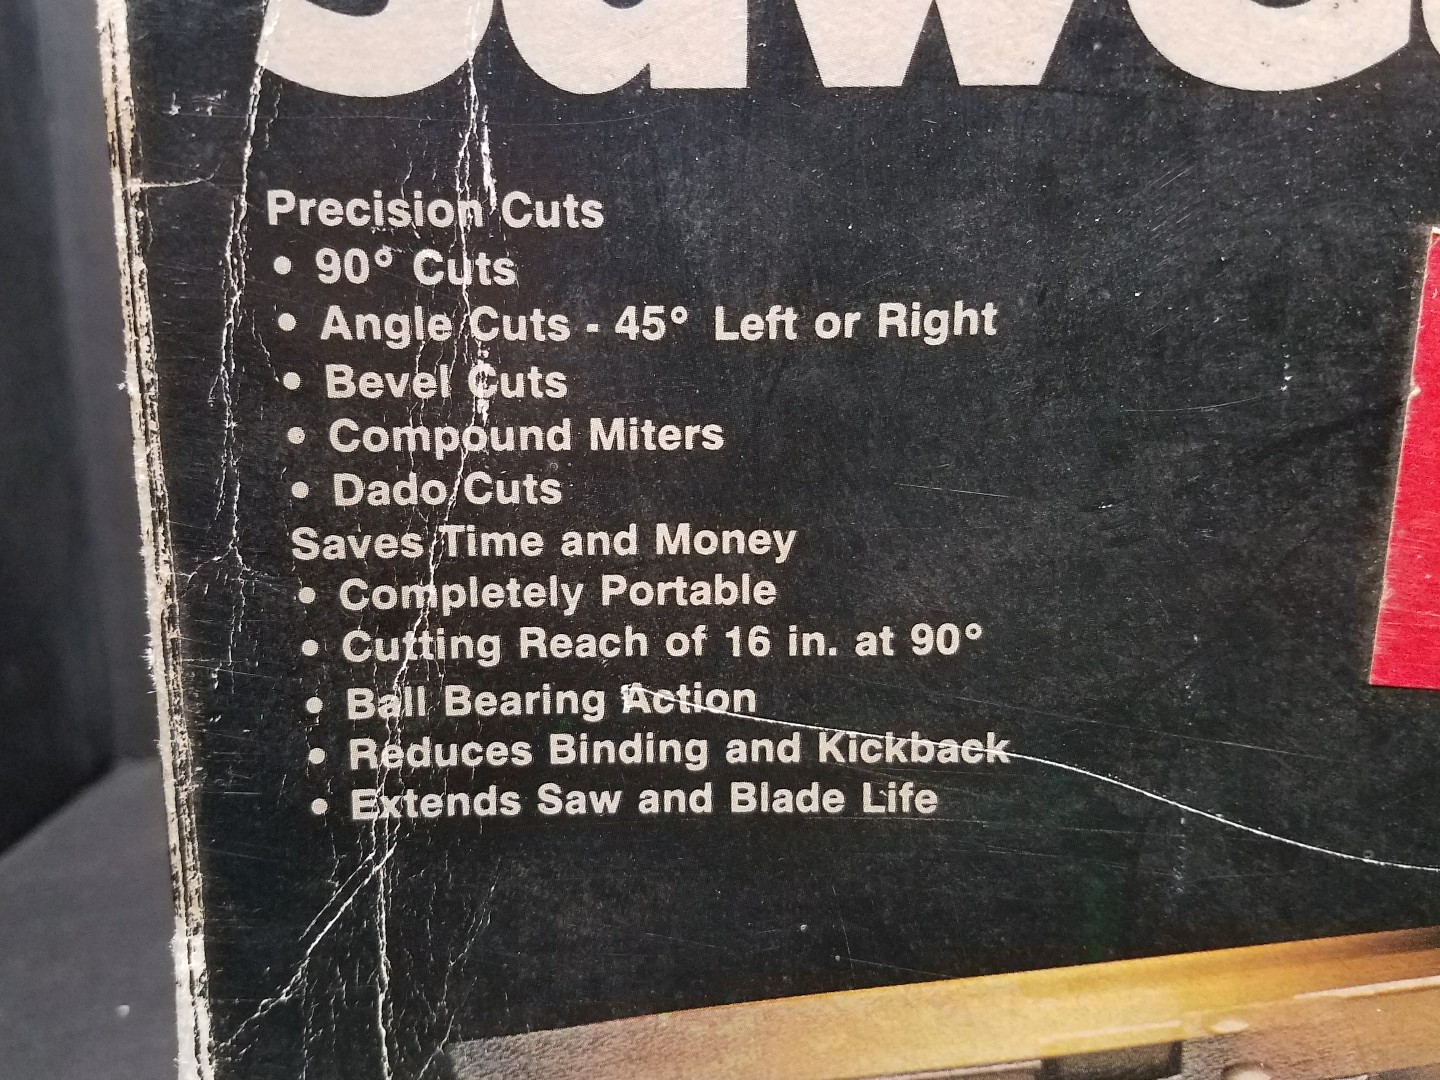 Precision Cuts
• 90° Cuts
• Angle Cuts - 45° Left or Right
• Bevel Cuts
• Compound Miters
• Dado Cuts
Saves Time and Money
• Completely Portable
• Cutting Reach of 16 in. at 90°
• Ball Bearing Action
• Reduces Binding and Kickback
• Extends Saw and Blade Life